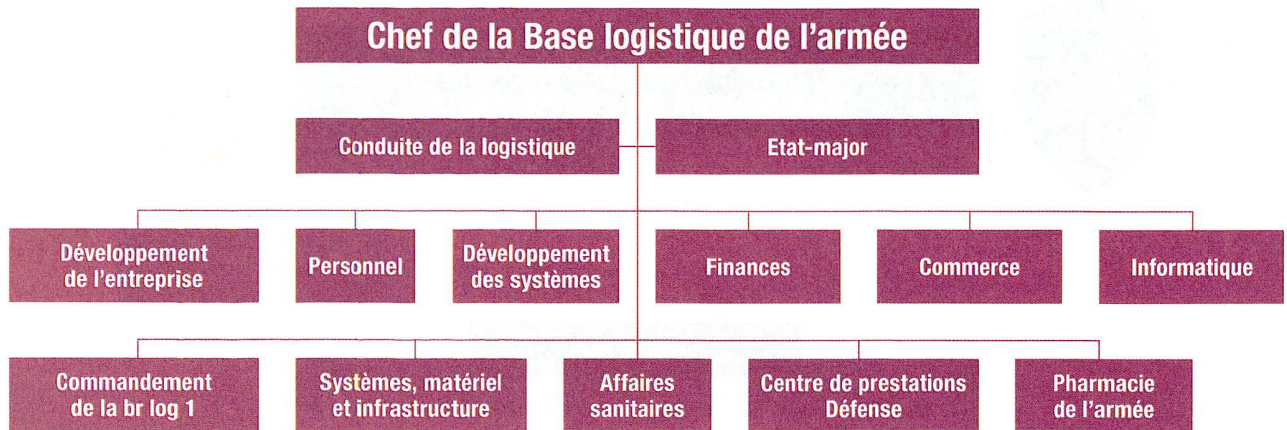 Chef de la Base logistique de l'armée
Conduite de la logistique
Etat-major
Développement
de l'entreprise
Personnel
Développement
des systèmes
Finances
Commerce
Informatique
Commandement
de la br log 1
Systèmes, matériel
et infrastructure
Affaires
sanitaires
Centre de prestations
Défense
Pharmacie
de l'armée